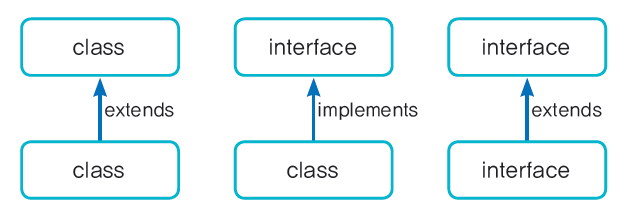 class interface interface
extends implements extends
class class interface